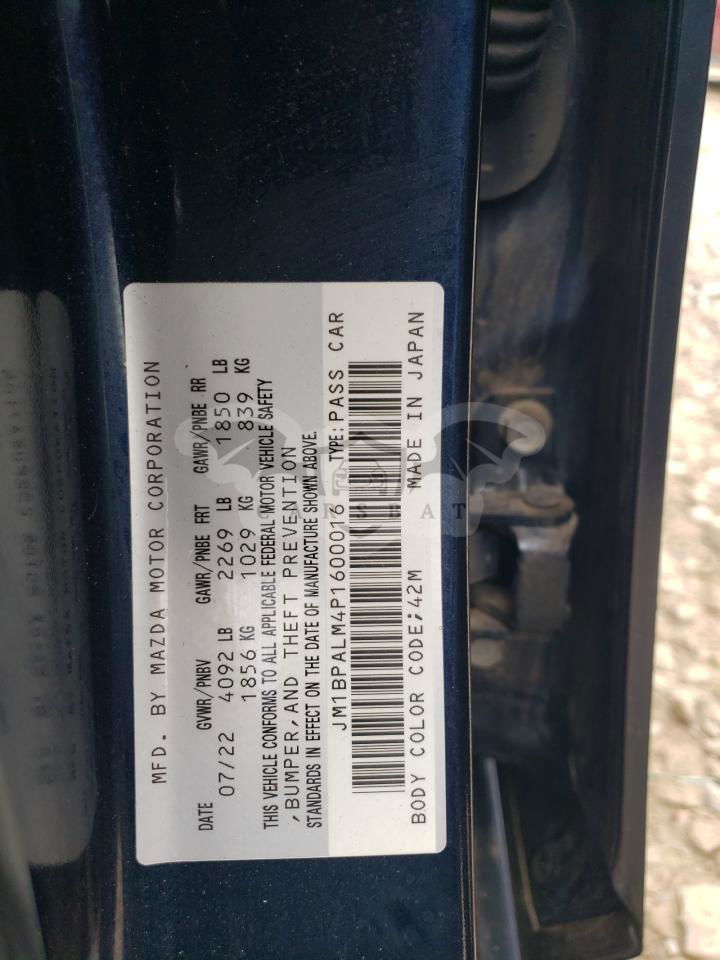 MFD. BY MAZDA MOTOR CORPORATION
DATE GVWR/PNBV GAWR/PNBE FRT GAWR/PNBE RR
07/22 4092 LB 2269 LB 1850 LB
1856 KG 1029 KG 839 KG
THIS VEHICLE CONFORMS TO ALL APPLICABLE FEDERAL MOTOR VEHICLE SAFETY
,BUMPER,AND THEFT PREVENTION
STANDARDS IN EFFECT ON THE DATE OF MANUFACTURE SHOWN ABOVE.
JM1BPALM4P1600016 TYPE:PASS CAR
BODY COLOR CODE;42M MADE IN JAPAN
CARSBAT